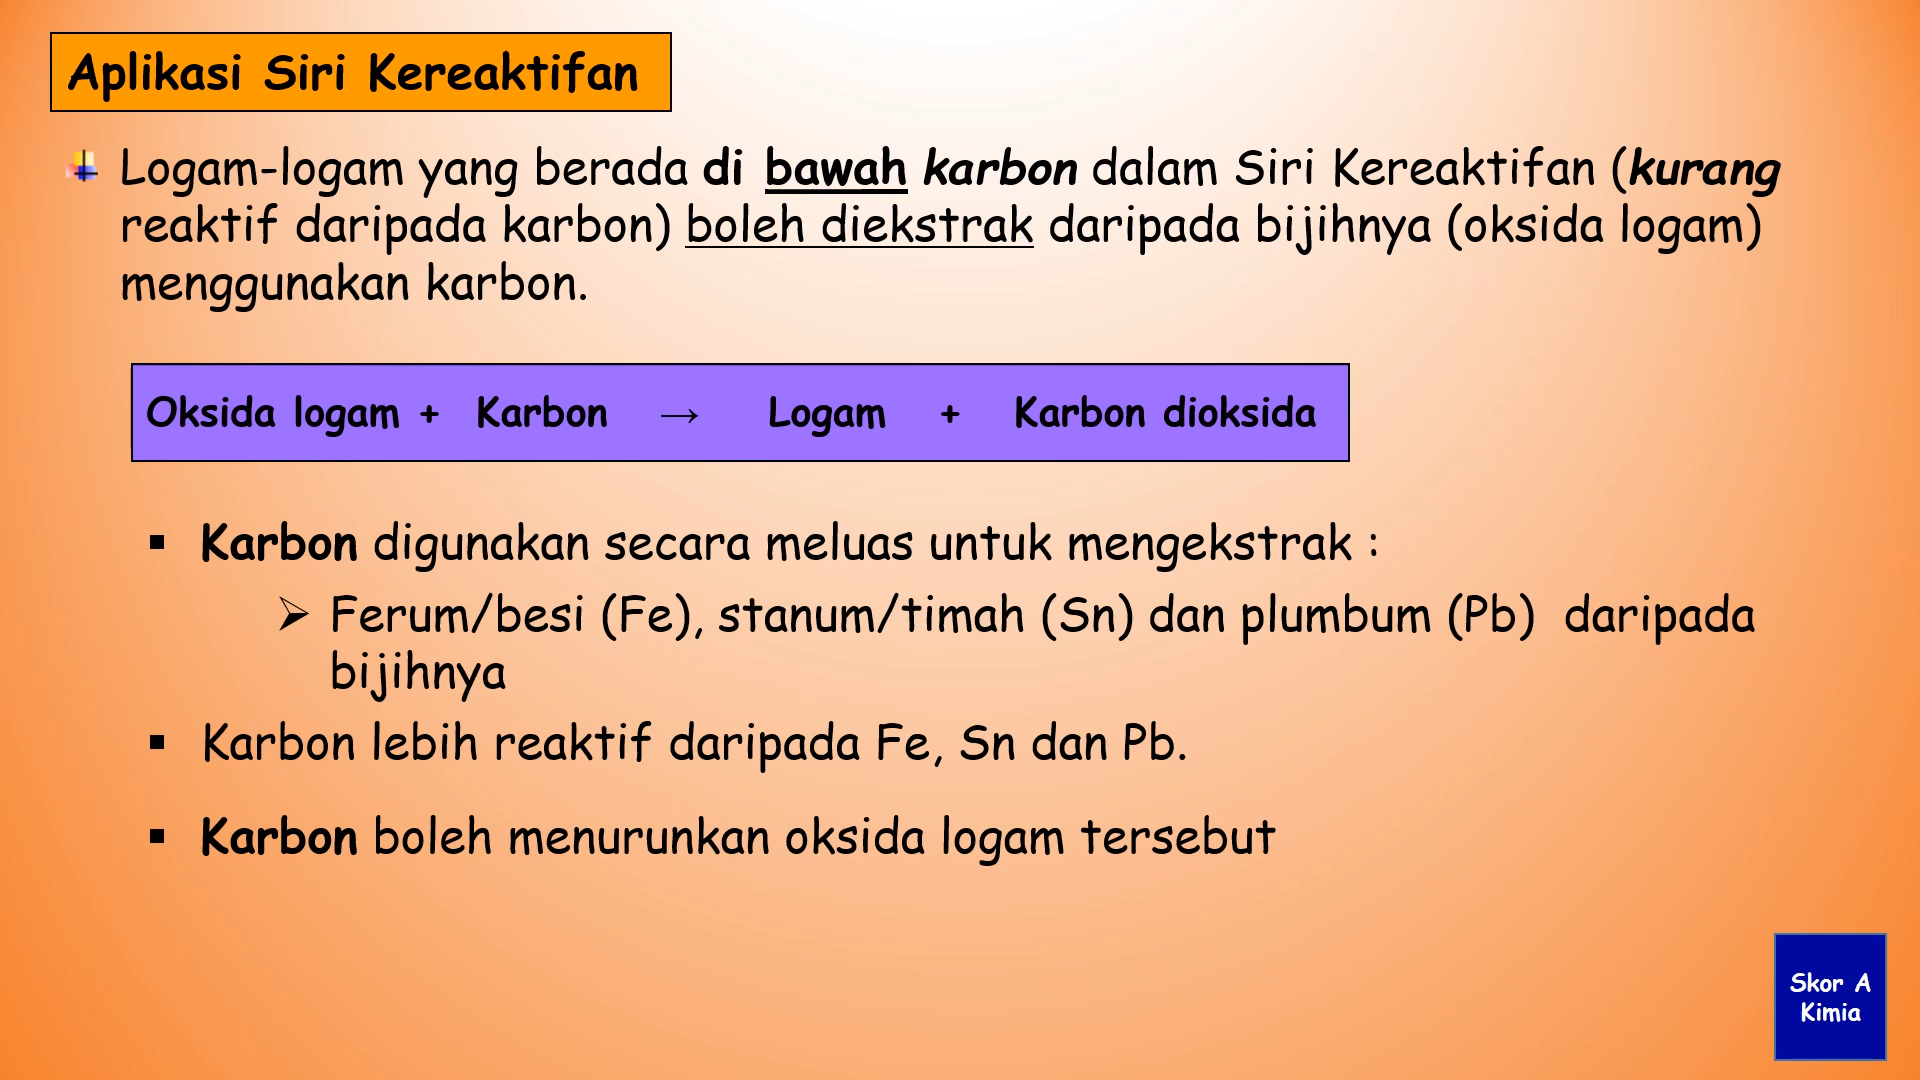 Aplikasi Siri Kereaktifan
Logam-logam yang berada di bawah karbon dalam Siri Kereaktifan (kurang
reaktif daripada karbon) boleh diekstrak daripada bijihnya (oksida logam)
menggunakan karbon.
Oksida logam + Karbon → Logam + Karbon dioksida
▪ Karbon digunakan secara meluas untuk mengekstrak :
➢ Ferum/besi (Fe), stanum/timah (Sn) dan plumbum (Pb) daripada
bijihnya
▪ Karbon lebih reaktif daripada Fe, Sn dan Pb.
▪ Karbon boleh menurunkan oksida logam tersebut
Skor A
Kimia